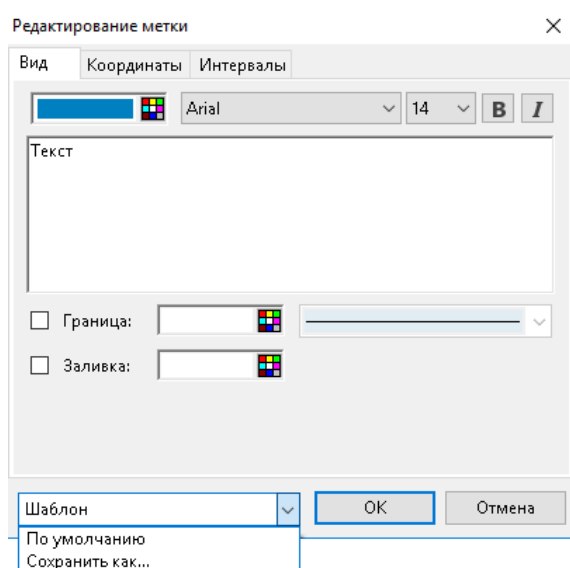 Редактирование метки
Вид Координаты Интервалы
Arial 14 B I
Текст
Граница:
Заливка:
Шаблон OK Отмена
По умолчанию
Сохранить как...